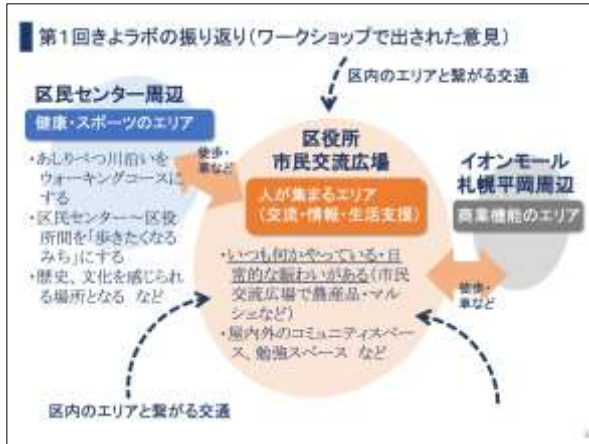 第1回きよラボの振り返り(ワークショップで出された意見)
区内のエリアと繋がる交通
区民センター周辺
健康・スポーツのエリア
・あしりべつ川沿いを
ウォーキングコースに
する
・区民センター～区役
所間を「歩きたくなる
みち」にする
・歴史、文化を感じられ
る場所となる など
徒歩・
車など
区役所
市民交流広場
人が集まるエリア
(交流・情報・生活支援)
・いつも何かやっている・日
常的な賑わいがある(市民
交流広場で農産品・マル
シェなど)
・屋内外のコミュニティスペー
ス、勉強スペース など
イオンモール
札幌平岡周辺
商業機能のエリア
徒歩・
車など
区内のエリアと繋がる交通